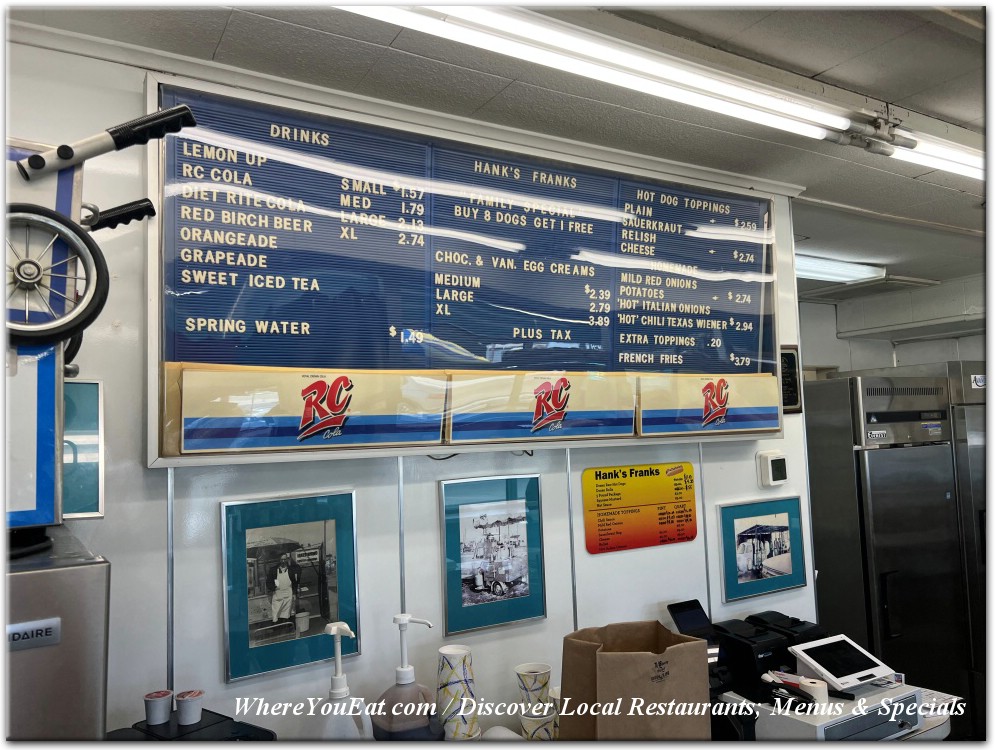 DRINKS
LEMON UP
RC COLA
DIET RITE COLA
RED BIRCH BEER
ORANGEADE
GRAPEADE
SWEET ICED TEA
SMALL $1.57
MED 1.79
LARGE 2.13
XL 2.74
SPRING WATER $1.49
HANK'S FRANKS
FAMILY SPECIAL
BUY 8 DOGS GET 1 FREE
CHOC. & VAN. EGG CREAMS
MEDIUM $2.39
LARGE 2.79
XL 3.89
PLUS TAX
HOT DOG TOPPINGS
PLAIN - $2.59
SAUERKRAUT
RELISH
CHEESE - $2.74
HOMEMADE
MILD RED ONIONS
POTATOES - $2.74
'HOT' ITALIAN ONIONS
'HOT' CHILI TEXAS WIENER $2.94
EXTRA TOPPINGS .20
FRENCH FRIES $3.79
RC
Cola
RC
Cola
RC
Cola
Hank's Franks
HOMEMADE TOPPINGS
IDAIRE
WhereYouEat.com / Discover Local Restaurants; Menus & Specials